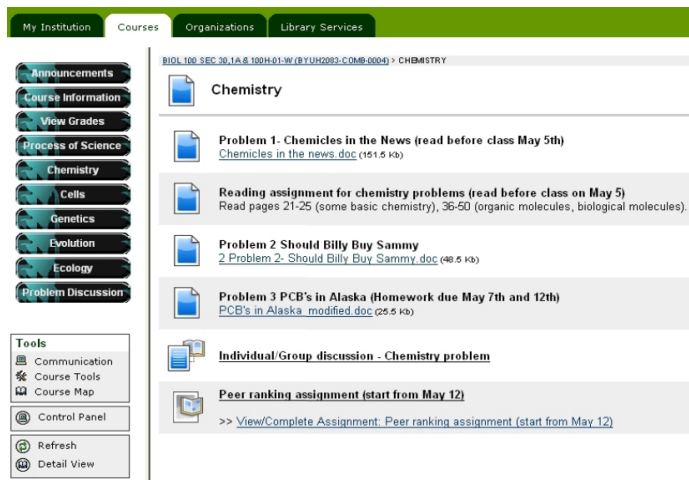 My Institution
Courses
Organizations
Library Services
BIOL 100 SEC 30,1A & 100H-01-W (BYUH2083-COMB-0004) > CHEMISTRY
Chemistry
Announcements
Course Information
View Grades
Process of Science
Chemistry
Cells
Genetics
Evolution
Ecology
Problem Discussion
Tools
Communication
Course Tools
Course Map
Control Panel
Refresh
Detail View
Problem 1- Chemicles in the News (read before class May 5th)
Chemicles in the news.doc (151.5 Kb)
Reading assignment for chemistry problems (read before class on May 5)
Read pages 21-25 (some basic chemistry), 36-50 (organic molecules, biological molecules).
Problem 2 Should Billy Buy Sammy
2 Problem 2- Should Billy Buy Sammy.doc (48.5 Kb)
Problem 3 PCB's in Alaska (Homework due May 7th and 12th)
PCB's in Alaska_modified.doc (25.5 Kb)
Individual/Group discussion - Chemistry problem
Peer ranking assignment (start from May 12)
>> View/Complete Assignment: Peer ranking assignment (start from May 12)